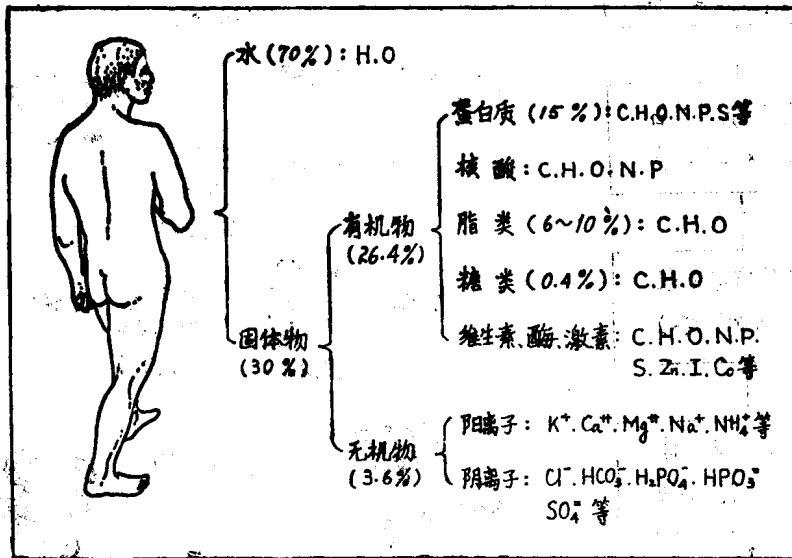 水(70%): H.O
蛋白质(15%): C.H.O.N.P.S等
核酸: C.H.O.N.P
有机物
(26.4%)
脂类(6~10%): C.H.O
糖类(0.4%): C.H.O
固体物
(30%)
维生素、酶、激素: C.H.O.N.P.
S.Zn.I.Co等
无机物
(3.6%)
阳离子: K⁺.Ca⁺⁺.Mg⁺⁺.Na⁺.NH₄⁺等
阴离子: Cl⁻.HCO₃⁻.H₂PO₄⁻.HPO₃⁼
SO₄⁼等